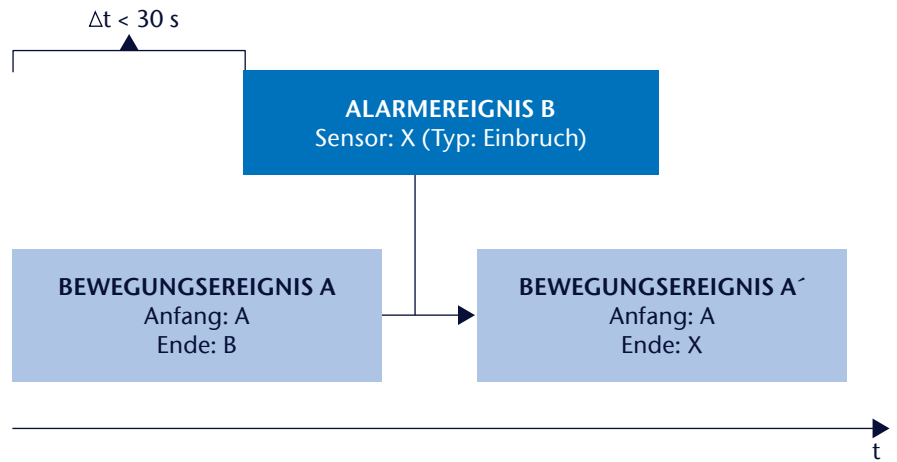 Δt < 30 s
ALARMEREIGNIS B
Sensor: X (Typ: Einbruch)
BEWEGUNGSEREIGNIS A
Anfang: A
Ende: B
BEWEGUNGSEREIGNIS A´
Anfang: A
Ende: X
t